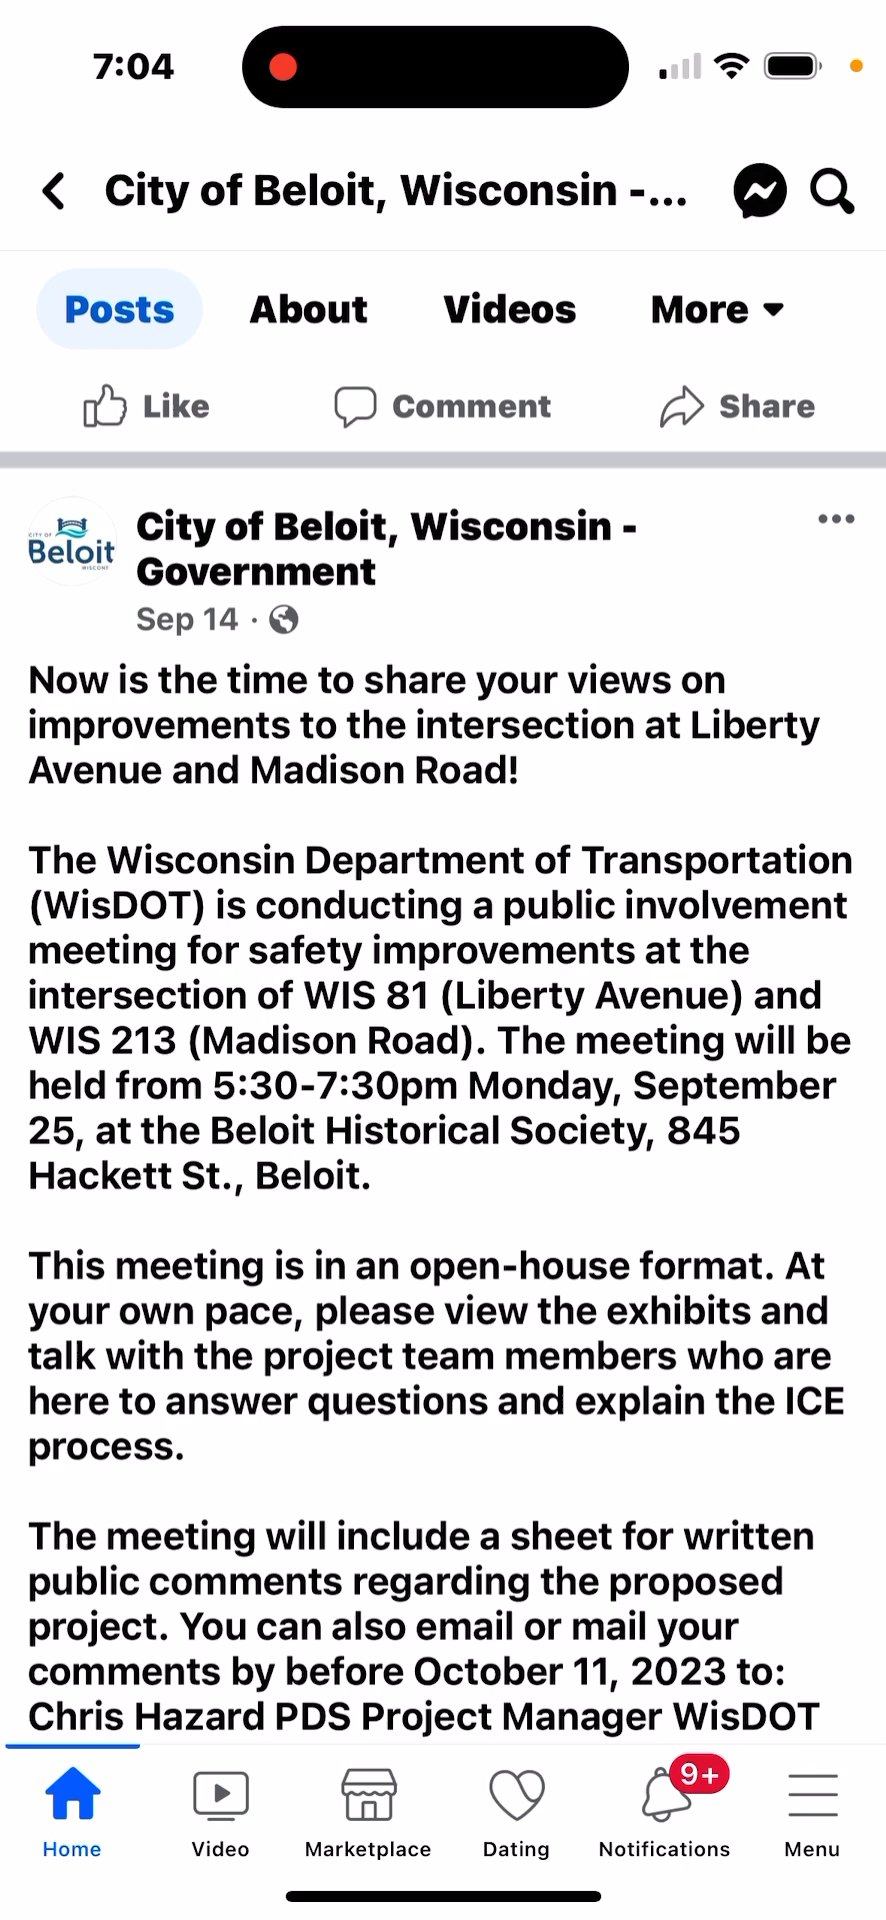 7:04
City of Beloit, Wisconsin -...
Posts
About
Videos
More
Like
Comment
Share
CITY OF
Beloit
City of Beloit, Wisconsin -
Government
Sep 14 ·
Now is the time to share your views on
improvements to the intersection at Liberty
Avenue and Madison Road!
The Wisconsin Department of Transportation
(WisDOT) is conducting a public involvement
meeting for safety improvements at the
intersection of WIS 81 (Liberty Avenue) and
WIS 213 (Madison Road). The meeting will be
held from 5:30-7:30pm Monday, September
25, at the Beloit Historical Society, 845
Hackett St., Beloit.
This meeting is in an open-house format. At
your own pace, please view the exhibits and
talk with the project team members who are
here to answer questions and explain the ICE
process.
The meeting will include a sheet for written
public comments regarding the proposed
project. You can also email or mail your
comments by before October 11, 2023 to:
Chris Hazard PDS Project Manager WisDOT
9+
Home
Video
Marketplace
Dating
Notifications
Menu